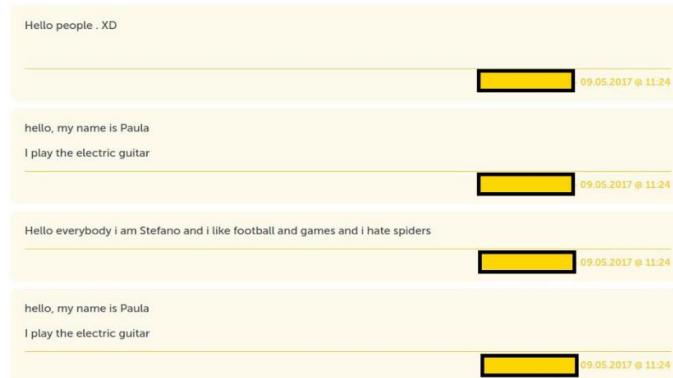 Hello people . XD
09.05.2017 @ 11:24
hello, my name is Paula
I play the electric guitar
09.05.2017 @ 11:24
Hello everybody i am Stefano and i like football and games and i hate spiders
09.05.2017 @ 11:24
hello, my name is Paula
I play the electric guitar
09.05.2017 @ 11:24